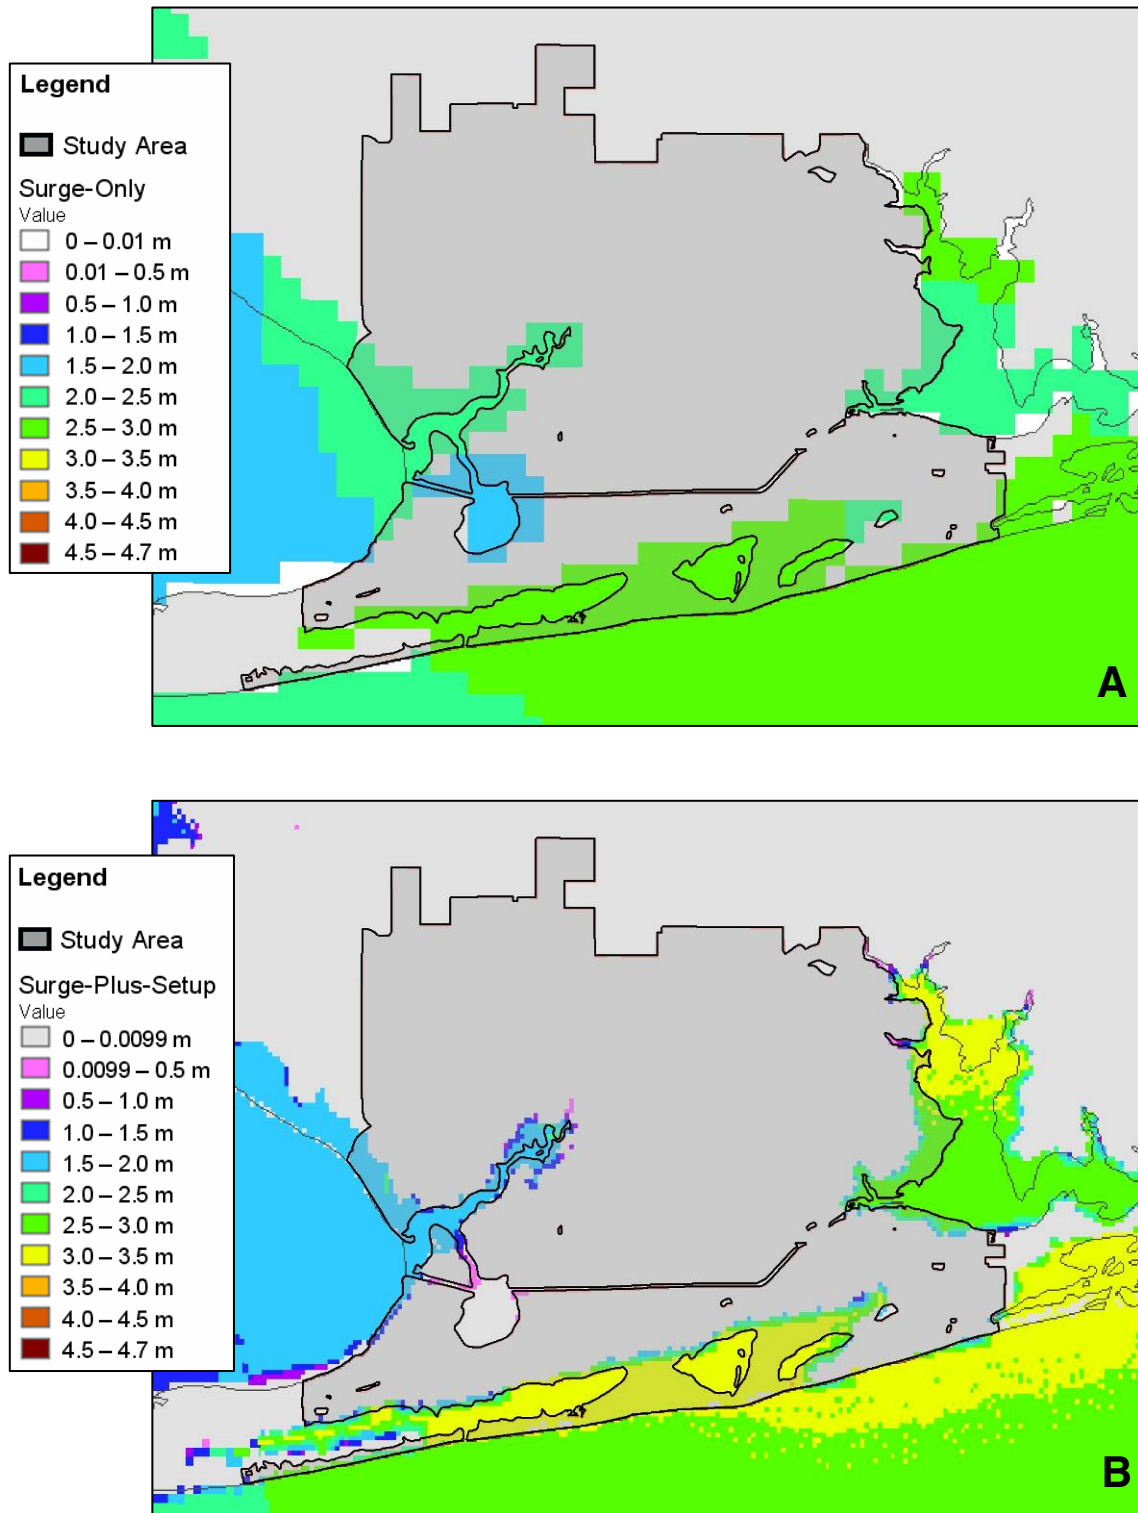 Legend
Study Area
Surge-Only
Value
0 – 0.01 m
0.01 – 0.5 m
0.5 – 1.0 m
1.0 – 1.5 m
1.5 – 2.0 m
2.0 – 2.5 m
2.5 – 3.0 m
3.0 – 3.5 m
3.5 – 4.0 m
4.0 – 4.5 m
4.5 – 4.7 m
A
Legend
Study Area
Surge-Plus-Setup
Value
0 – 0.0099 m
0.0099 – 0.5 m
0.5 – 1.0 m
1.0 – 1.5 m
1.5 – 2.0 m
2.0 – 2.5 m
2.5 – 3.0 m
3.0 – 3.5 m
3.5 – 4.0 m
4.0 – 4.5 m
4.5 – 4.7 m
B